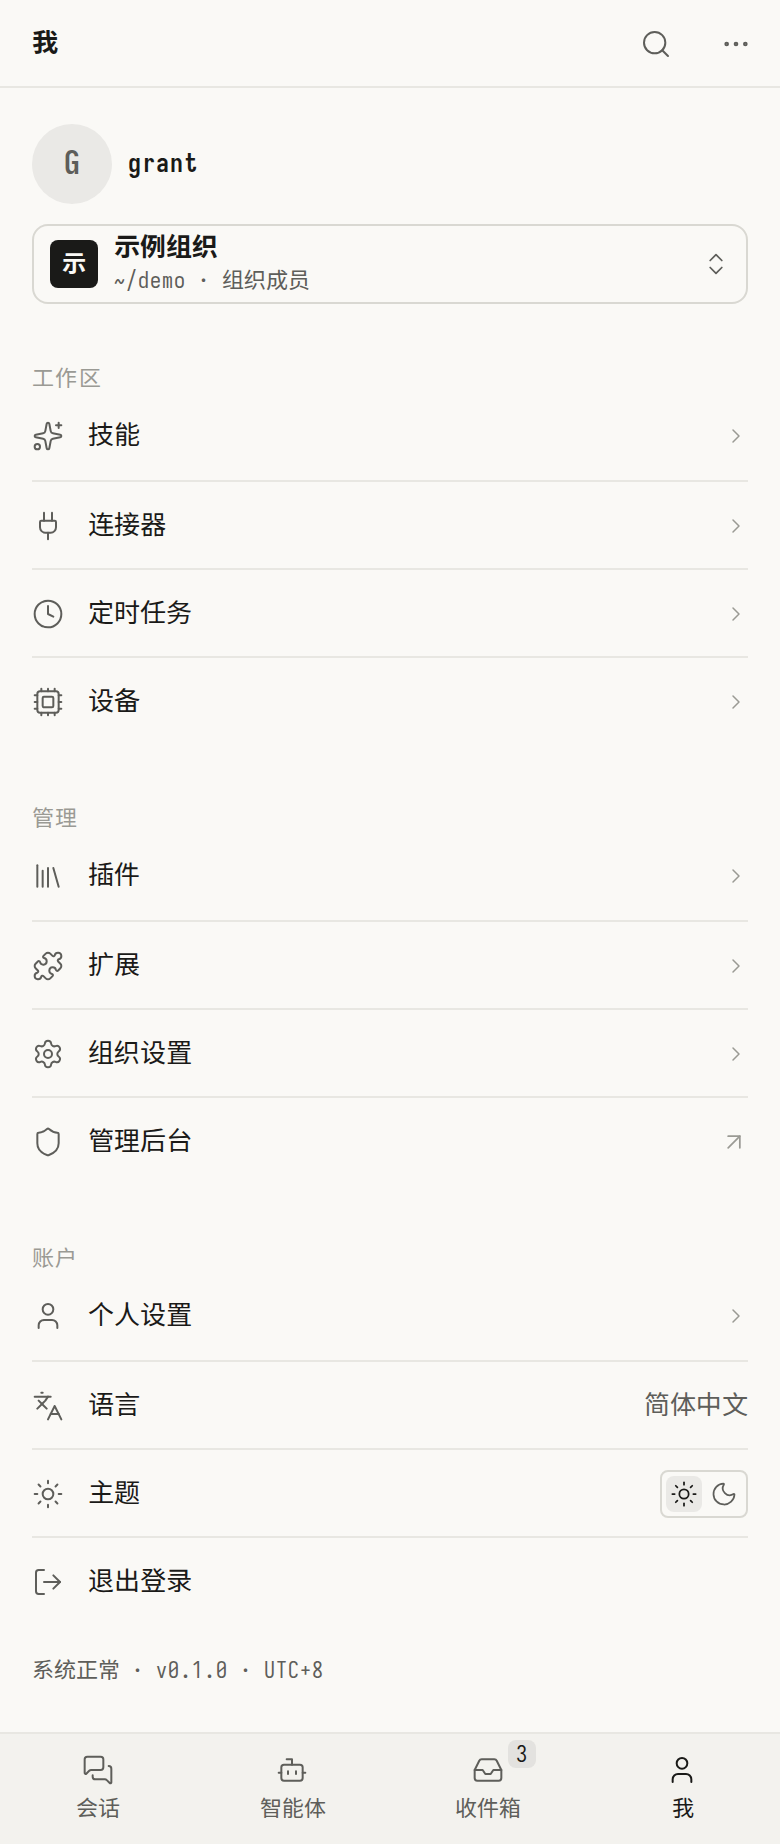 我
G
grant
示
示例组织
~/demo · 组织成员
工作区
技能
连接器
定时任务
设备
管理
插件
扩展
组织设置
管理后台
账户
个人设置
语言
简体中文
主题
退出登录
系统正常 · v0.1.0 · UTC+8
3
会话
智能体
收件箱
我